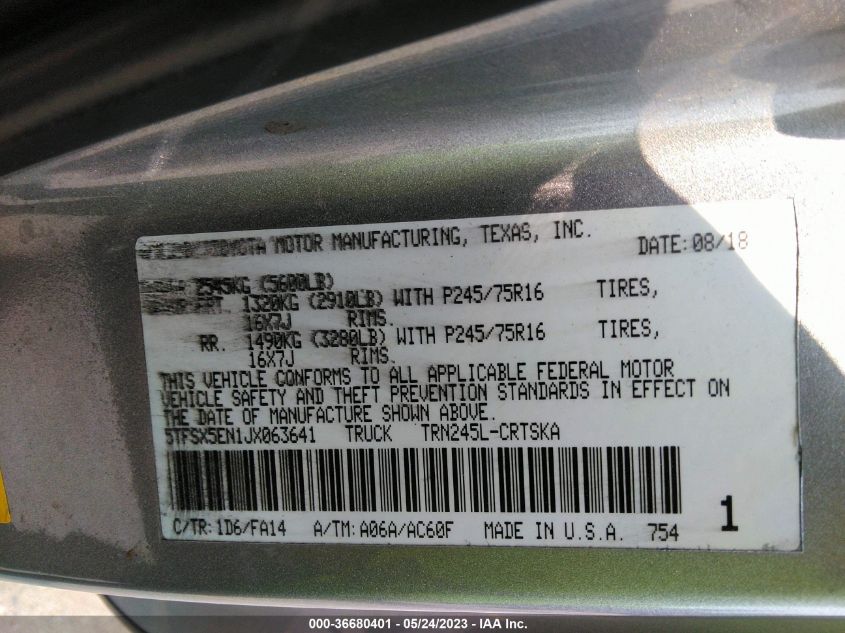 TOYOTA MOTOR MANUFACTURING, TEXAS, INC. DATE: 08/18
2545KG (5600LB)
1320KG (2910LB) WITH P245/75R16 TIRES,
16X7J RIMS.
RR. 1490KG (3280LB) WITH P245/75R16 TIRES,
16X7J RIMS.
THIS VEHICLE CONFORMS TO ALL APPLICABLE FEDERAL MOTOR
VEHICLE SAFETY AND THEFT PREVENTION STANDARDS IN EFFECT ON
THE DATE OF MANUFACTURE SHOWN ABOVE.
5TFSX5EN1JX063641 TRUCK TRN245L-CRTSKA
1
C/TR: 1D6/FA14 A/TM: A06A/AC60F MADE IN U.S.A. 754
000-36680401 — 05/24/2023 — IAA Inc.